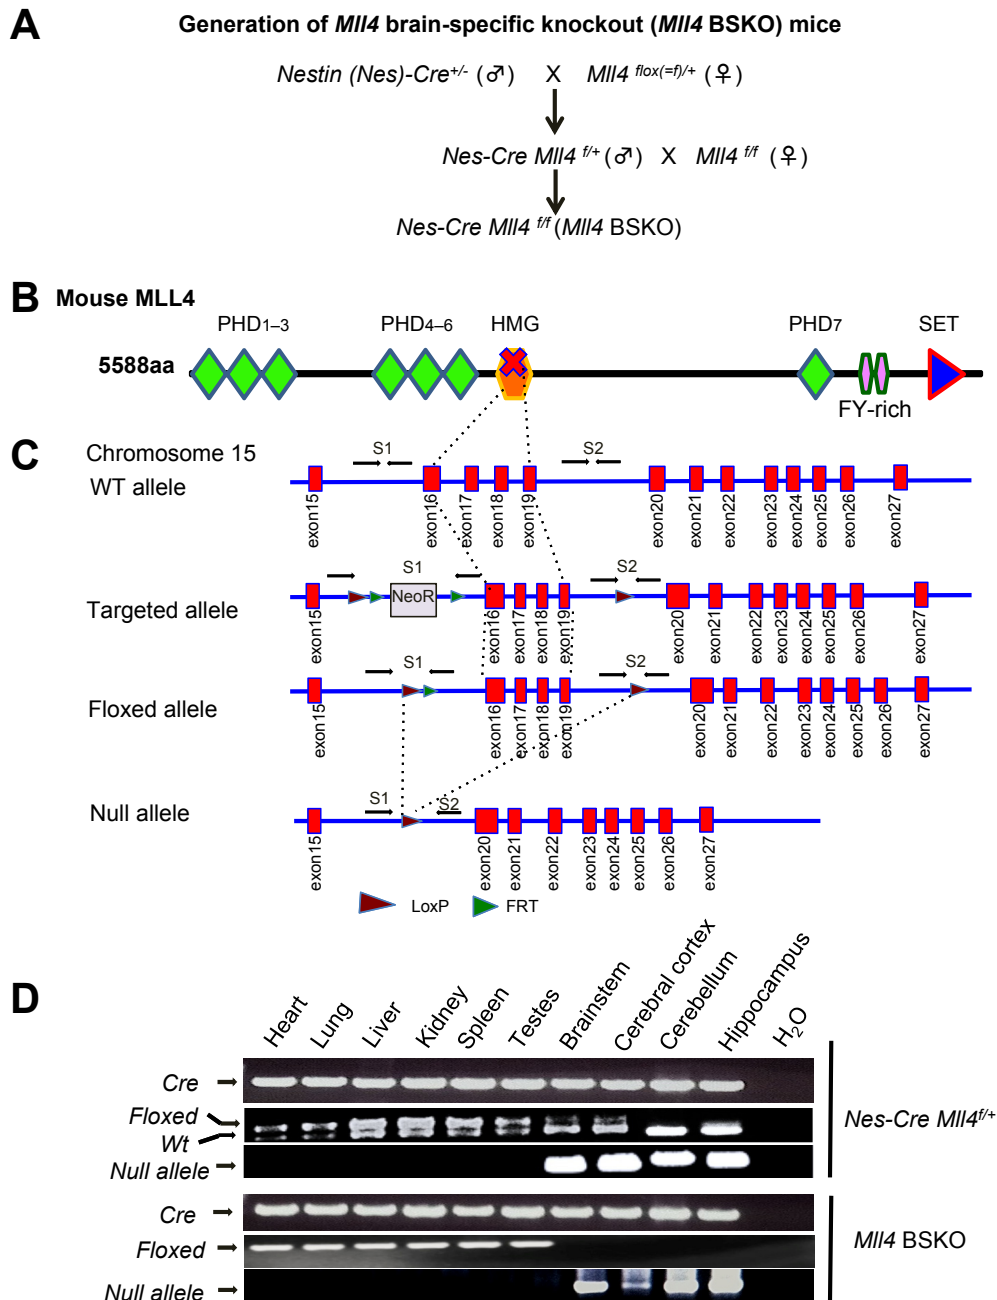 A
Generation of Mll4 brain-specific knockout (Mll4 BSKO) mice
Nestin (Nes)-Cre+/- (♂) X Mll4 flox(=f)/+ (♀)
Nes-Cre Mll4 f/+ (♂) X Mll4 f/f (♀)
Nes-Cre Mll4 f/f (Mll4 BSKO)
B Mouse MLL4
PHD1–3 PHD4–6 HMG PHD7 SET
5588aa
FY-rich
C
Chromosome 15
WT allele
S1 S2
exon15 exon16 exon17 exon18 exon19 exon20 exon21 exon22 exon23 exon24 exon25 exon26 exon27
Targeted allele
S1 S2
NeoR
exon15 exon16 exon17 exon18 exon19 exon20 exon21 exon22 exon23 exon24 exon25 exon26 exon27
Floxed allele
S1 S2
exon15 exon16 exon17 exon18 exon19 exon20 exon21 exon22 exon23 exon24 exon25 exon26 exon27
Null allele
S1 S2
exon15 exon20 exon21 exon22 exon23 exon24 exon25 exon26 exon27
LoxP FRT
D
Heart Lung Liver Kidney Spleen Testes Brainstem Cerebral cortex Cerebellum Hippocampus H2O
Cre
Floxed
Wt
Null allele
Nes-Cre Mll4f/+
Cre
Floxed
Null allele
Mll4 BSKO